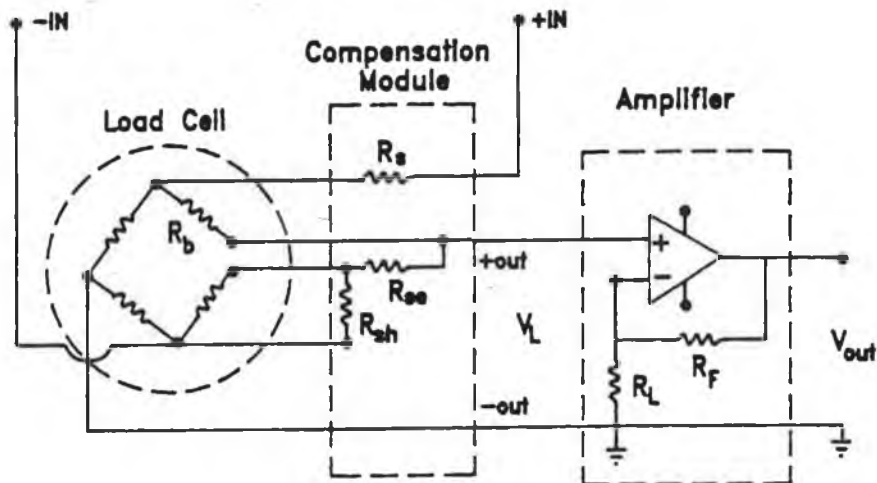 -IN
+IN
Compensation
Module
Amplifier
Load Cell
Rs
Rb
+
+out
-
Rse
Rsh
VL
RF
Vout
RL
-out